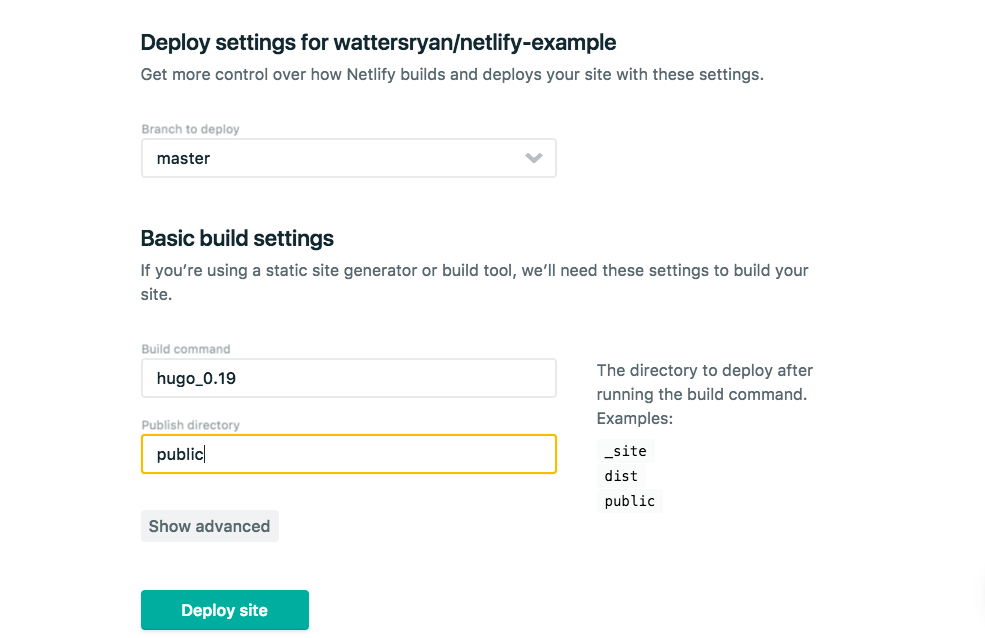 Deploy settings for wattersryan/netlify-example
Get more control over how Netlify builds and deploys your site with these settings.
Branch to deploy
master
Basic build settings
If you’re using a static site generator or build tool, we’ll need these settings to build your
site.
Build command
hugo_0.19
The directory to deploy after
running the build command.
Examples:
_site
dist
public
Publish directory
public
Show advanced
Deploy site